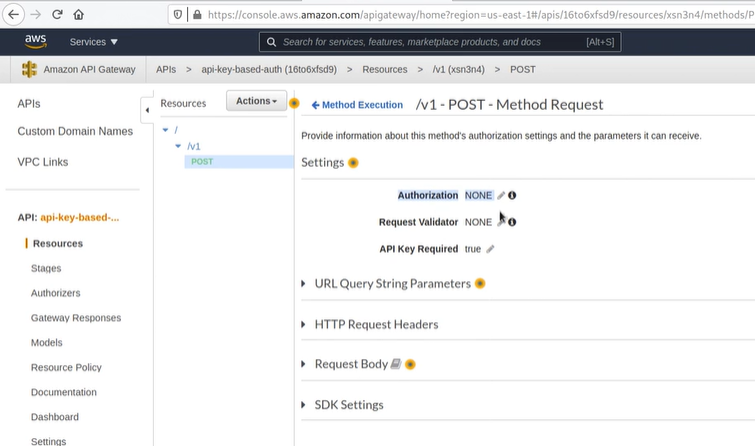 https://console.aws.amazon.com/apigateway/home?region=us-east-1#/apis/16to6xfsd9/resources/xsn3n4/methods/P
aws Services Search for services, features, marketplace products, and docs [Alt+S]
Amazon API Gateway APIs > api-key-based-auth (16to6xfsd9) > Resources > /v1 (xsn3n4) > POST
APIs
Custom Domain Names
VPC Links
API: api-key-based-...
Resources
Stages
Authorizers
Gateway Responses
Models
Resource Policy
Documentation
Dashboard
Settings
Resources Actions
/
/v1
POST
Method Execution /v1 - POST - Method Request
Provide information about this method's authorization settings and the parameters it can receive.
Settings
Authorization NONE
Request Validator NONE
API Key Required true
URL Query String Parameters
HTTP Request Headers
Request Body
SDK Settings